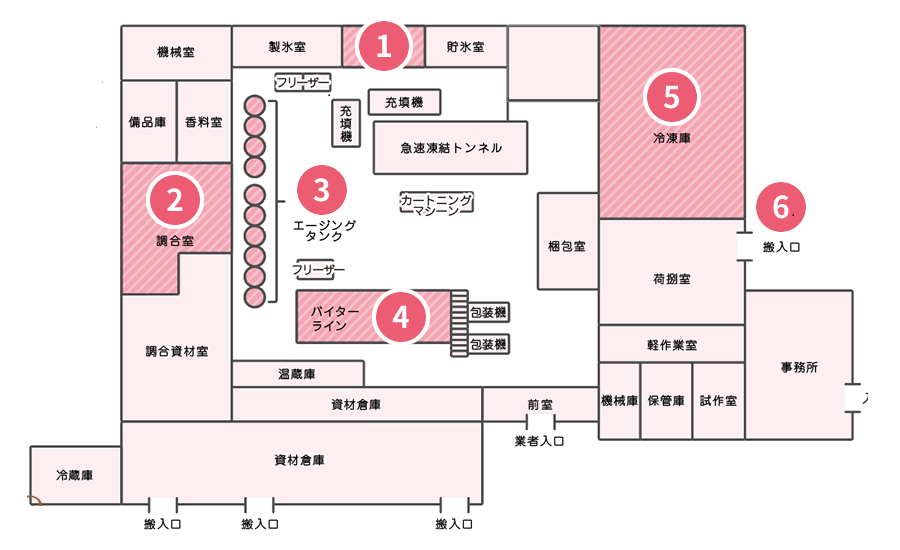 機械室
製氷室
1
貯氷室
フリーザー
充填機
充填機
備品庫
香料室
急速凍結トンネル
5
冷凍庫
2
調合室
3
エージング
タンク
カートニング
マシーン
6
搬入口
梱包室
フリーザー
荷捌室
バイター
ライン
4
包装機
包装機
調合資材室
軽作業室
温蔵庫
事務所
資材倉庫
前室
機械庫
保管庫
試作室
業者入口
資材倉庫
冷蔵庫
搬入口
搬入口
搬入口